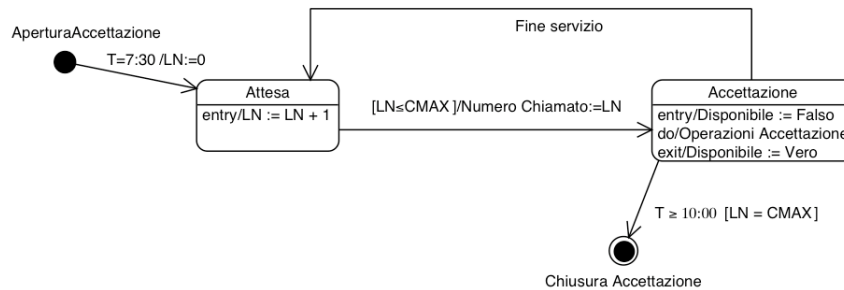 Fine servizio
AperturaAccettazione
T=7:30 /LN:=0
Attesa
entry/LN := LN + 1
[LN≤CMAX]/Numero Chiamato:=LN
Accettazione
entry/Disponibile := Falso
do/Operazioni Accettazione
exit/Disponibile := Vero
T ≥ 10:00 [LN = CMAX]
Chiusura Accettazione